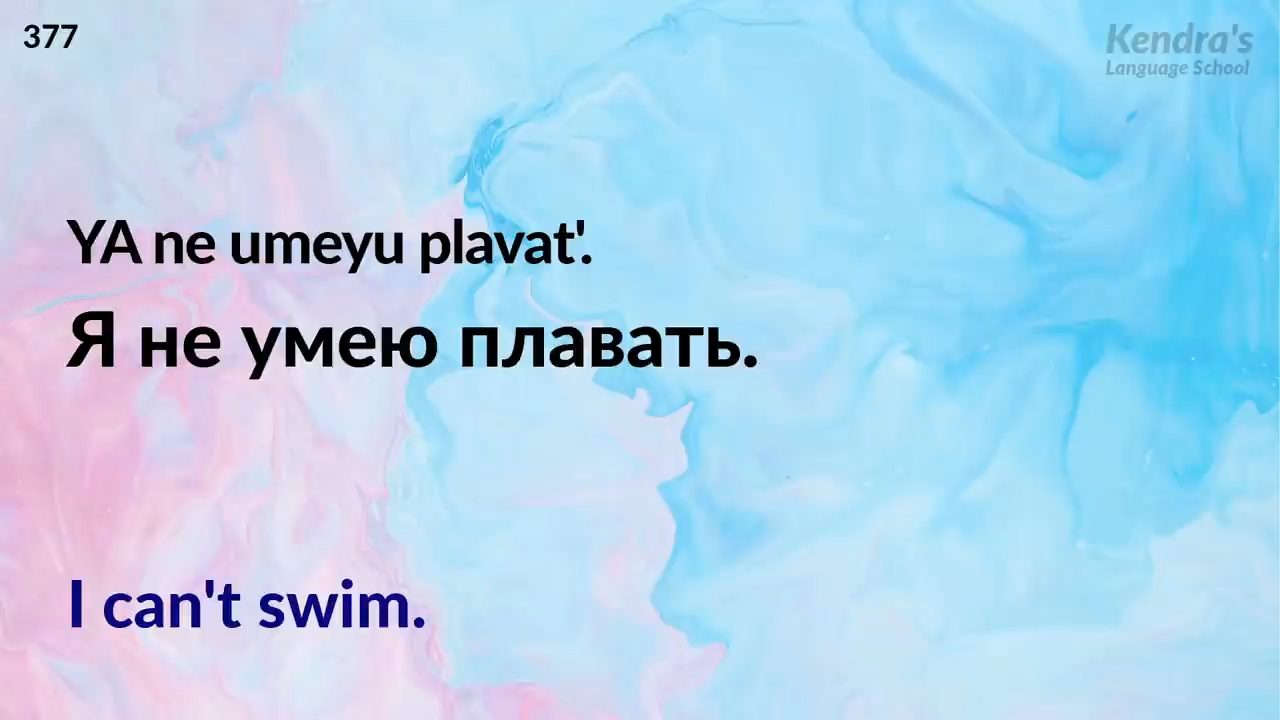 377
Kendra's
Language School
YA ne umeyu plavat'.
Я не умею плавать.
I can't swim.